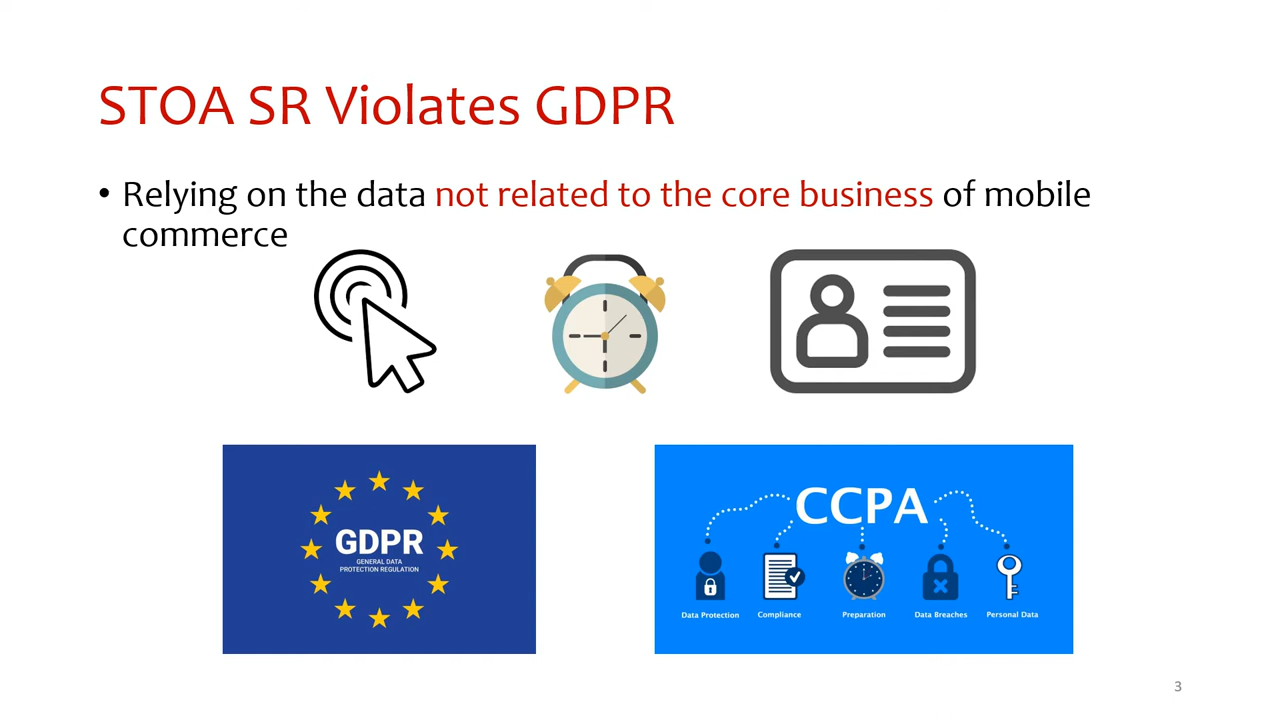 STOA SR Violates GDPR
• Relying on the data not related to the core business of mobile
commerce
GDPR
GENERAL DATA
PROTECTION REGULATION
CCPA
Data Protection
Compliance
Preparation
Data Breaches
Personal Data
3